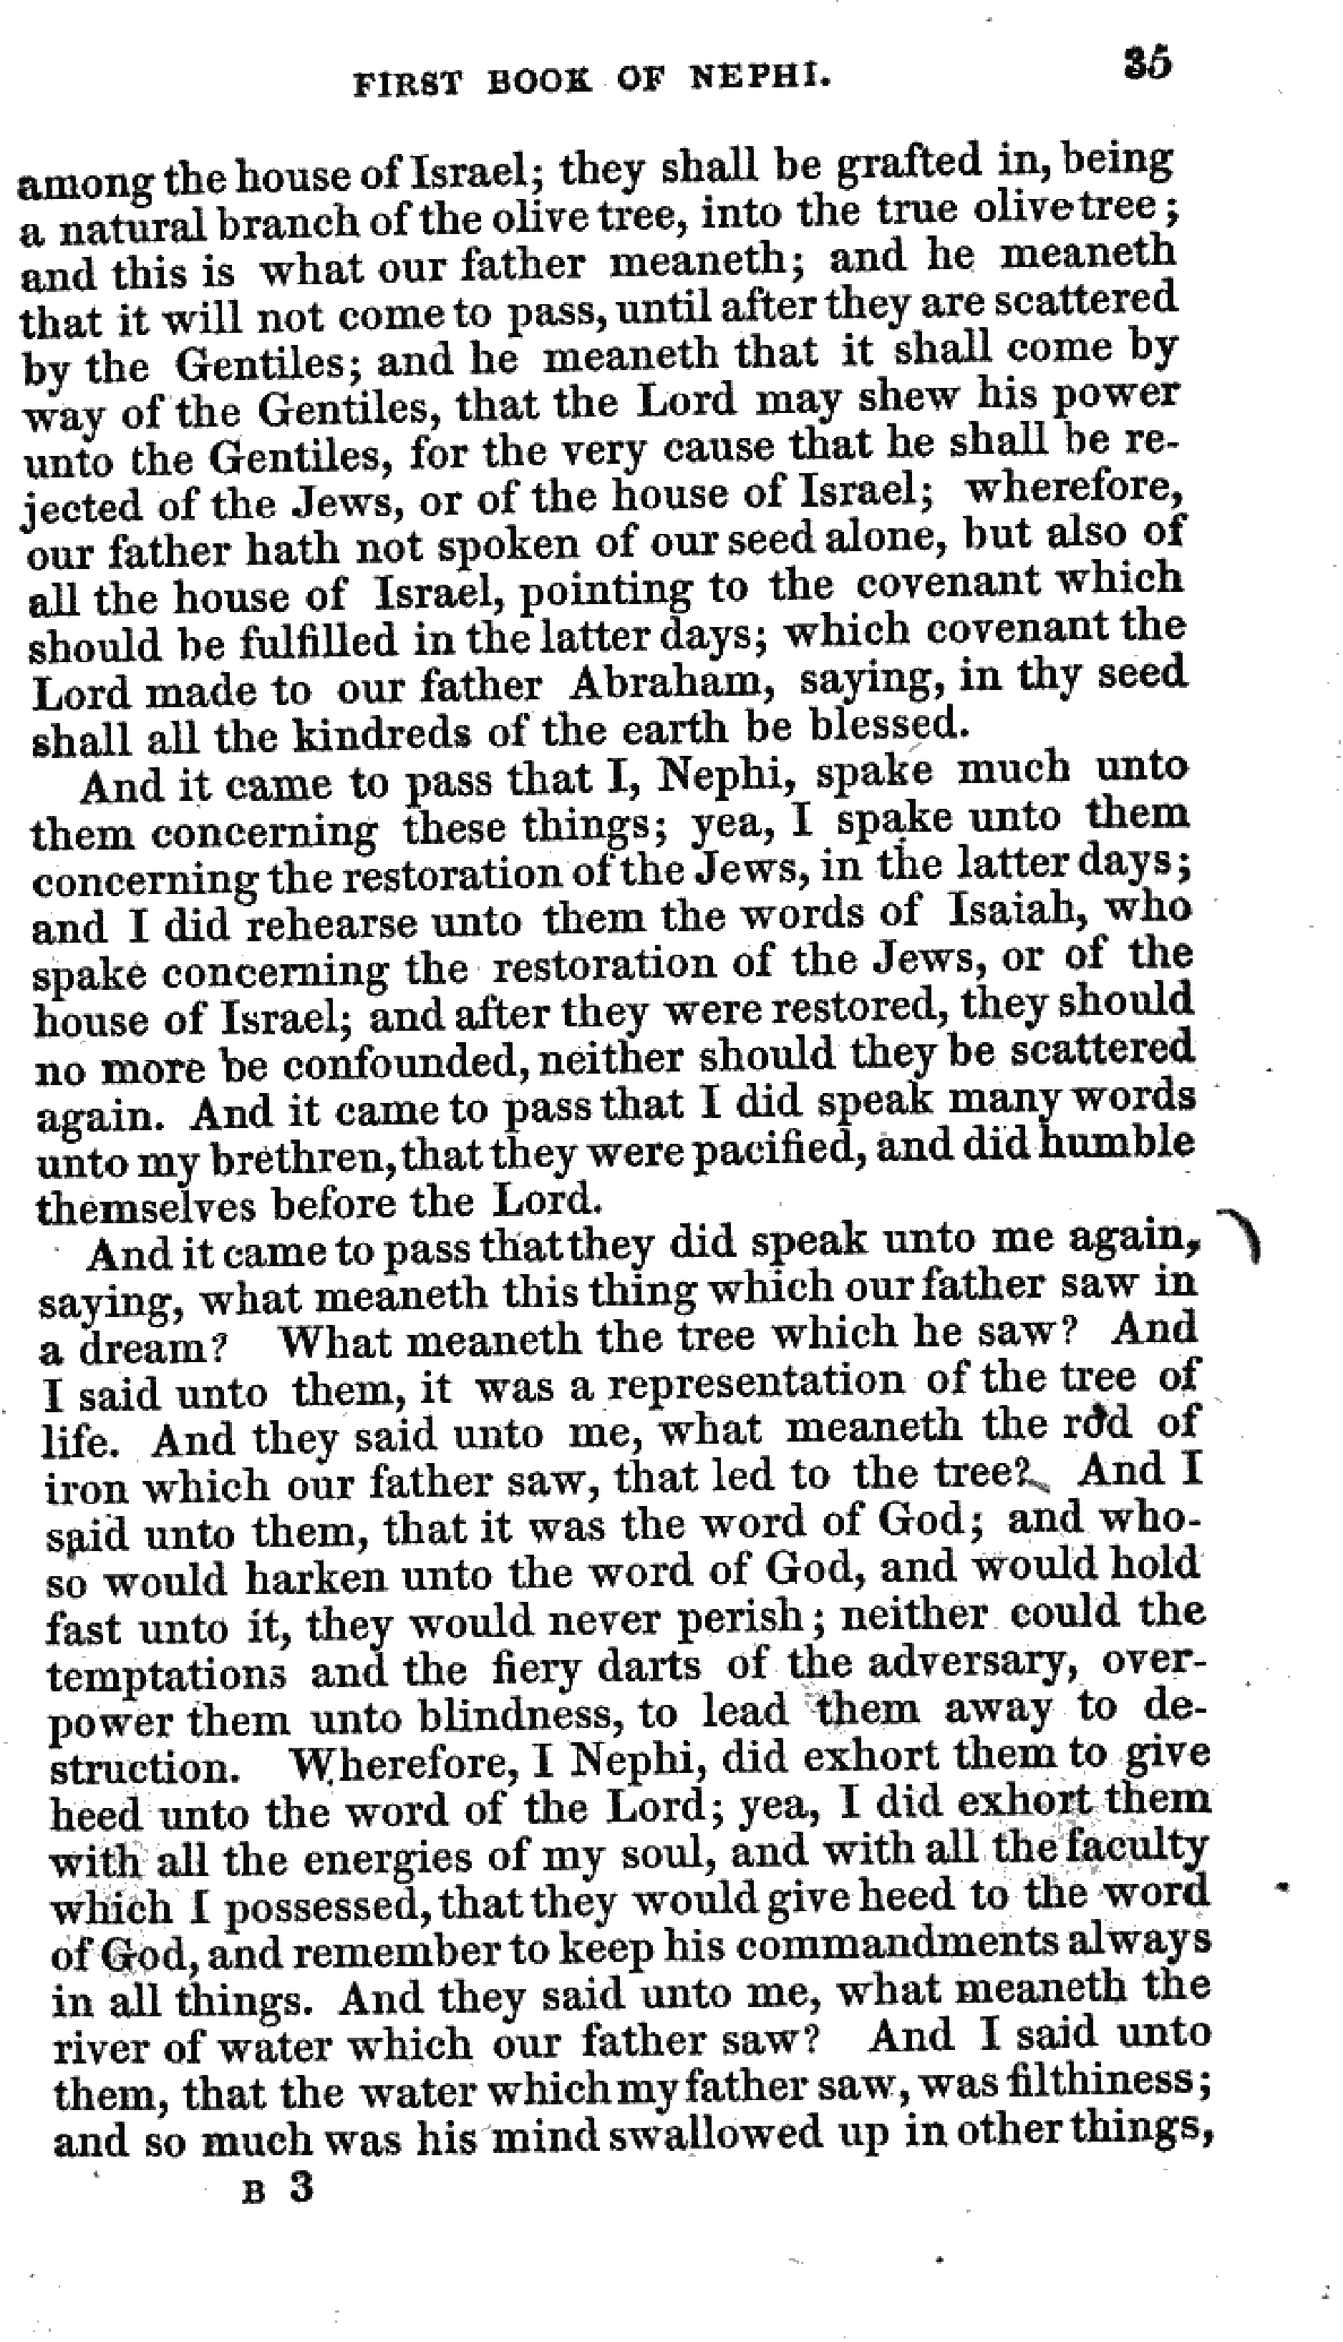 FIRST BOOK OF NEPHI. 35
among the house of Israel; they shall be grafted in, being
a natural branch of the olive tree, into the true olive tree;
and this is what our father meaneth; and he meaneth
that it will not come to pass, until after they are scattered
by the Gentiles; and he meaneth that it shall come by
way of the Gentiles, that the Lord may shew his power
unto the Gentiles, for the very cause that he shall be re-
jected of the Jews, or of the house of Israel; wherefore,
our father hath not spoken of our seed alone, but also of
all the house of Israel, pointing to the covenant which
should be fulfilled in the latter days; which covenant the
Lord made to our father Abraham, saying, in thy seed
shall all the kindreds of the earth be blessed.
And it came to pass that I, Nephi, spake much unto
them concerning these things; yea, I spake unto them
concerning the restoration of the Jews, in the latter days;
and I did rehearse unto them the words of Isaiah, who
spake concerning the restoration of the Jews, or of the
house of Israel; and after they were restored, they should
no more be confounded, neither should they be scattered
again. And it came to pass that I did speak many words
unto my brethren, that they were pacified, and did humble
themselves before the Lord.
And it came to pass that they did speak unto me again,
saying, what meaneth this thing which our father saw in
a dream? What meaneth the tree which he saw? And
I said unto them, it was a representation of the tree of
life. And they said unto me, what meaneth the rod of
iron which our father saw, that led to the tree? And I
said unto them, that it was the word of God; and who-
so would harken unto the word of God, and would hold
fast unto it, they would never perish; neither could the
temptations and the fiery darts of the adversary, over-
power them unto blindness, to lead them away to de-
struction. Wherefore, I Nephi, did exhort them to give
heed unto the word of the Lord; yea, I did exhort them
with all the energies of my soul, and with all the faculty
which I possessed, that they would give heed to the word
of God, and remember to keep his commandments always
in all things. And they said unto me, what meaneth the
river of water which our father saw? And I said unto
them, that the water which my father saw, was filthiness;
and so much was his mind swallowed up in other things,
B 3